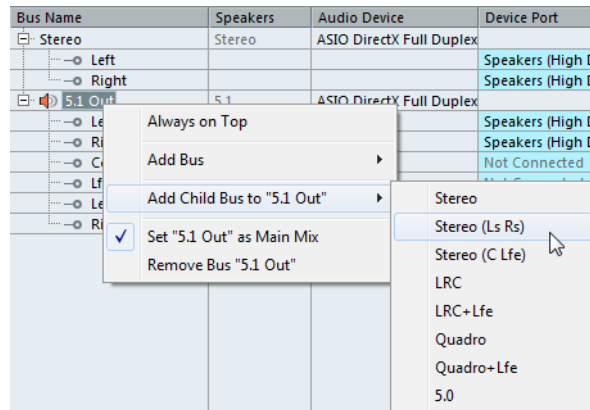 Bus Name Speakers Audio Device Device Port
Stereo Stereo ASIO DirectX Full Duplex
Left Speakers (High
Right Speakers (High
5.1 Out 5.1 ASIO DirectX Full Duplex
Speakers (High
Speakers (High
Not Connected
Always on Top
Add Bus
Add Child Bus to "5.1 Out"
Set "5.1 Out" as Main Mix
Remove Bus "5.1 Out"
Stereo
Stereo (Ls Rs)
Stereo (C Lfe)
LRC
LRC+Lfe
Quadro
Quadro+Lfe
5.0